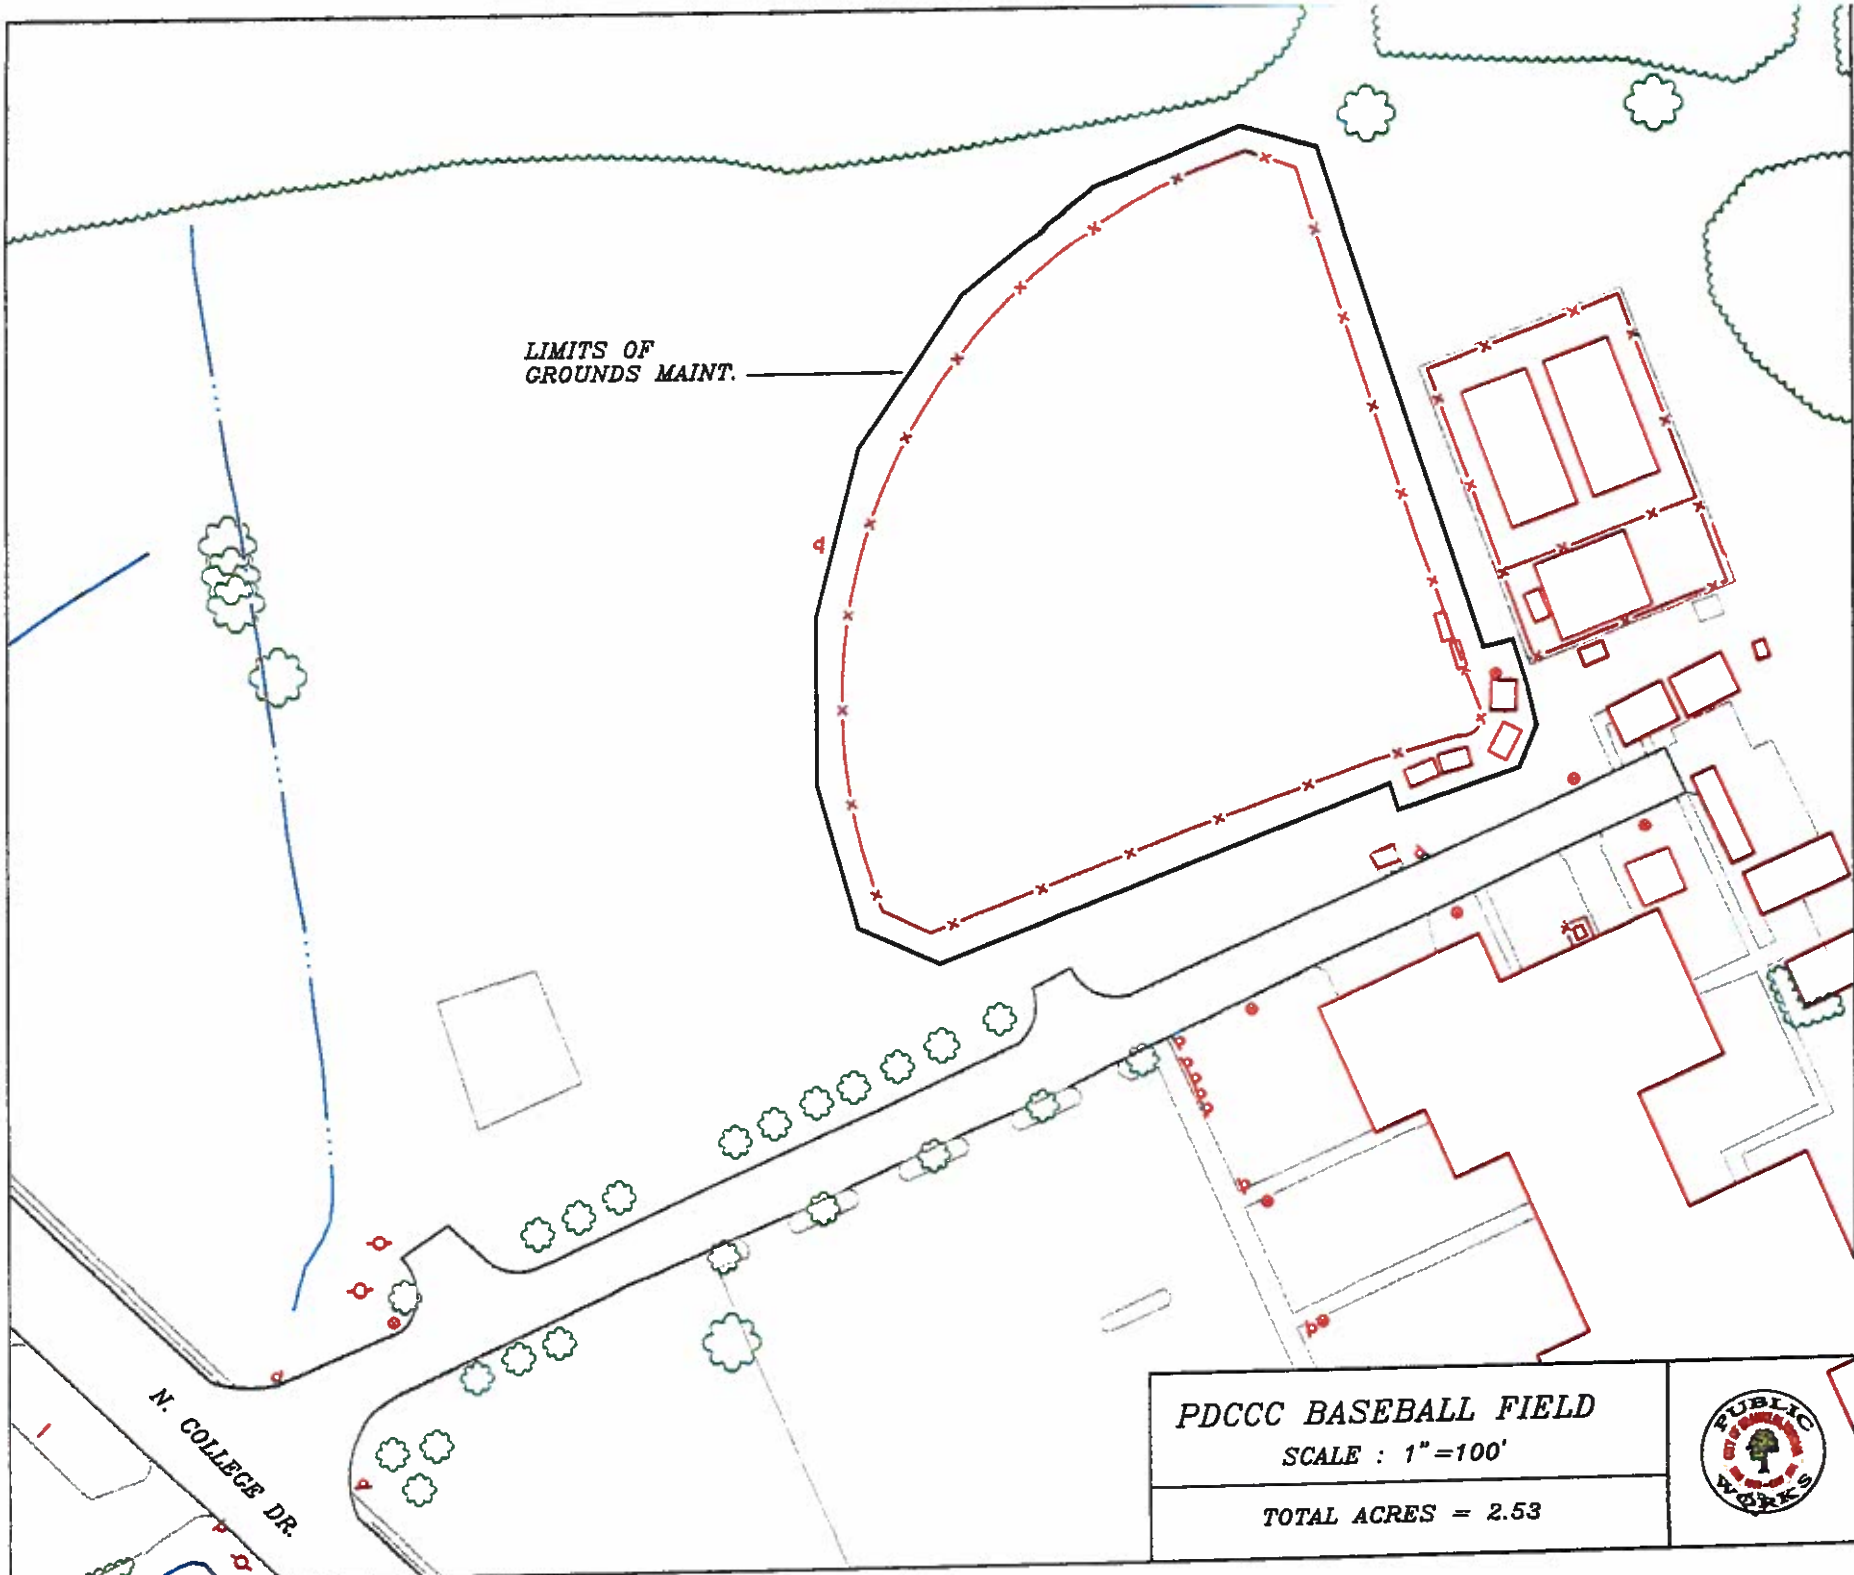 LIMITS OF
GROUNDS MAINT.
N. COLLEGE DR.
PDCCC BASEBALL FIELD
SCALE : 1"=100'
TOTAL ACRES = 2.53
PUBLIC
WORKS